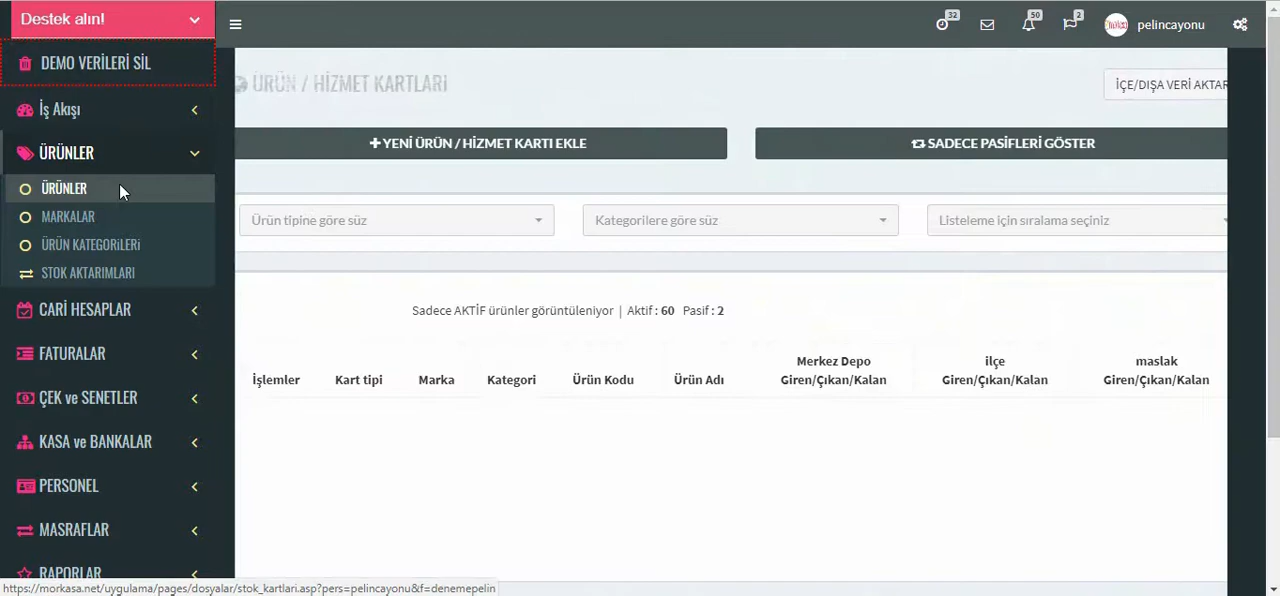 Destek alın!
32
50
2
pelincayonu
DEMO VERİLERİ SİL
İş Akışı
ÜRÜNLER
ÜRÜNLER
MARKALAR
ÜRÜN KATEGORiLERi
STOK AKTARIMLARI
CARİ HESAPLAR
FATURALAR
ÇEK ve SENETLER
KASA ve BANKALAR
PERSONEL
MASRAFLAR
RAPORLAR
ÜRÜN / HİZMET KARTLARI
İÇE/DIŞA VERİ AKTAR
YENİ ÜRÜN / HİZMET KARTI EKLE
SADECE PASİFLERİ GÖSTER
Ürün tipine göre süz
Kategorilere göre süz
Listeleme için sıralama seçiniz
Sadece AKTİF ürünler görüntüleniyor | Aktif : 60 Pasif : 2
İşlemler
Kart tipi
Marka
Kategori
Ürün Kodu
Ürün Adı
Merkez Depo
Giren/Çıkan/Kalan
ilçe
Giren/Çıkan/Kalan
maslak
Giren/Çıkan/Kalan
https://morkasa.net/uygulama/pages/dosyalar/stok_kartlari.asp?pers=pelincayonu&f=denemepelin